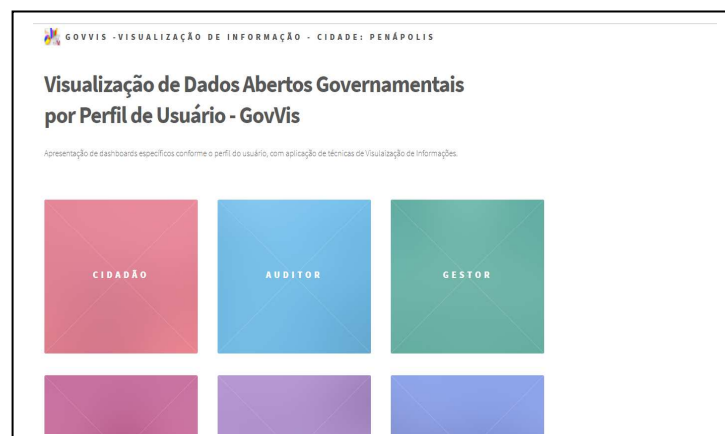 GOVVIS -VISUALIZAÇÃO DE INFORMAÇÃO - CIDADE: PENÁPOLIS
Visualização de Dados Abertos Governamentais
por Perfil de Usuário - GovVis
Apresentação de dashboards específicos conforme o perfil do usuário, com aplicação de técnicas de Visulaização de Informações.
CIDADÃO
AUDITOR
GESTOR